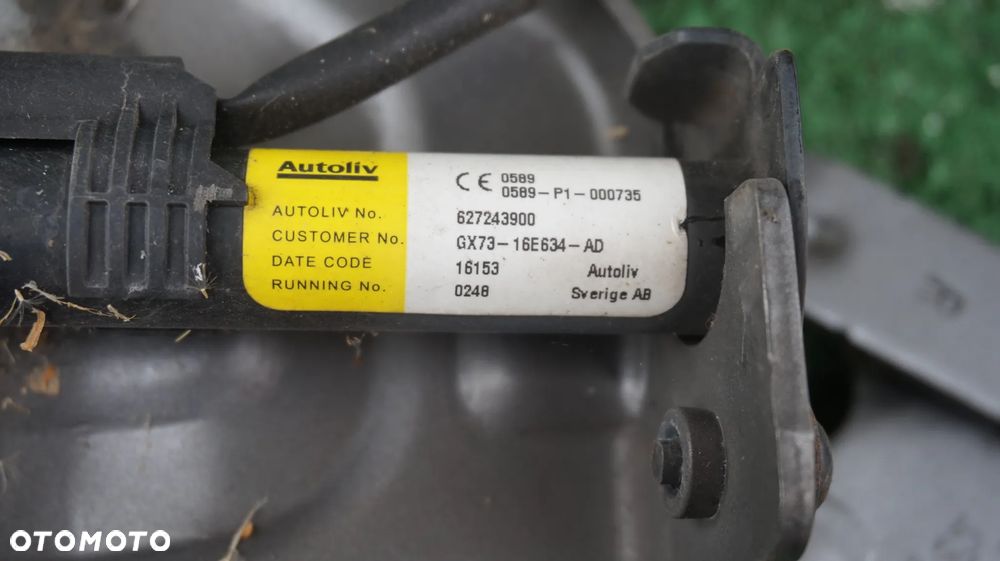 Autoliv
CE 0589
0589-P1-000735
AUTOLIV No. 627243900
CUSTOMER No. GX73-16E634-AD
DATE CODE 16153 Autoliv
RUNNING No. 0248 Sverige AB
OTOMOTO